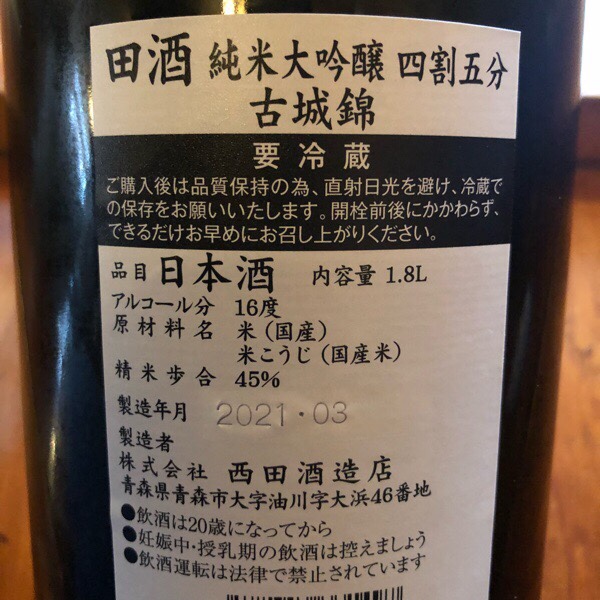 田酒 純米大吟醸 四割五分
古城錦
要冷蔵
ご購入後は品質保持の為、直射日光を避け、冷蔵で
の保存をお願いいたします。開栓前後にかかわらず、
できるだけお早めにお召し上がりください。
品目 日本酒 内容量 1.8L
アルコール分 16度
原材料名 米(国産)
米こうじ(国産米)
精米歩合 45%
製造年月 2021・03
製造者
株式会社 西田酒造店
青森県青森市大字油川字大浜46番地
●飲酒は20歳になってから
●妊娠中・授乳期の飲酒は控えましょう
●飲酒運転は法律で禁止されています